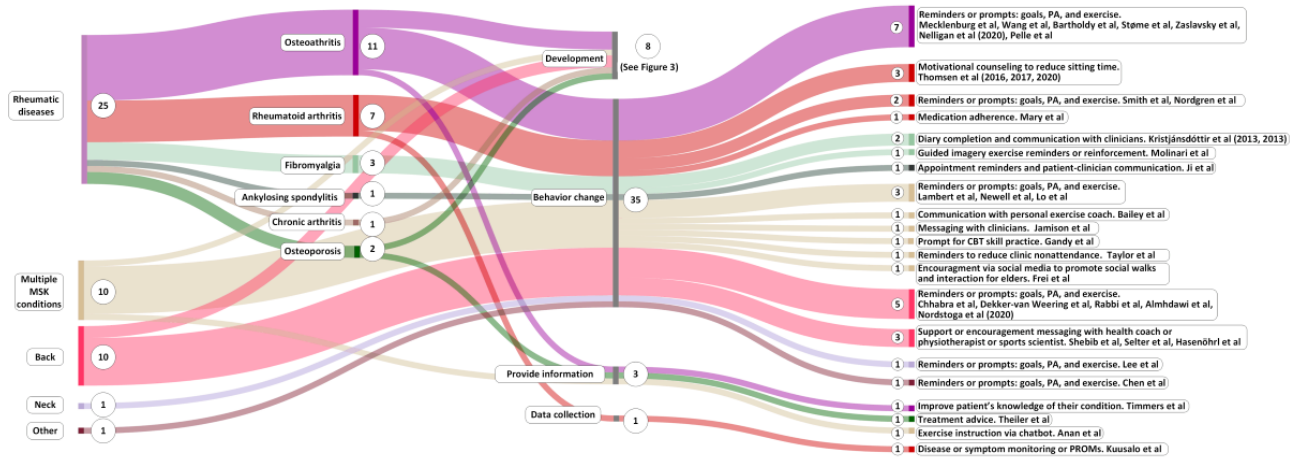 Rheumatic
diseases
25
Multiple
MSK
conditions
10
Back
10
Neck
1
Other
1
Osteoathritis
11
Rheumatoid arthritis
7
Fibromyalgia
3
Ankylosing spondylitis
1
Chronic arthritis
1
Osteoporosis
2
Development
8
(See Figure 3)
Behavior change
35
Provide information
3
Data collection
1
7
Reminders or prompts: goals, PA, and exercise.
Mecklenburg et al, Wang et al, Bartholdy et al, Støme et al, Zaslavsky et al,
Nelligan et al (2020), Pelle et al
3
Motivational counseling to reduce sitting time.
Thomsen et al (2016, 2017, 2020)
2
Reminders or prompts: goals, PA, and exercise. Smith et al, Nordgren et al
1
Medication adherence. Mary et al
2
Diary completion and communication with clinicians. Kristjánsdóttir et al (2013, 2013)
1
Guided imagery exercise reminders or reinforcement. Molinari et al
1
Appointment reminders and patient-clinician communication. Ji et al
3
Reminders or prompts: goals, PA, and exercise.
Lambert et al, Newell et al, Lo et al
1
Communication with personal exercise coach. Bailey et al
1
Messaging with clinicians. Jamison et al
1
Prompt for CBT skill practice. Gandy et al
1
Reminders to reduce clinic nonattendance. Taylor et al
1
Encouragment via social media to promote social walks
and interaction for elders. Frei et al
5
Reminders or prompts: goals, PA, and exercise.
Chhabra et al, Dekker-van Weering et al, Rabbi et al, Almhdawi et al,
Nordstoga et al (2020)
3
Support or encouragement messaging with health coach or
physiotherapist or sports scientist. Shebib et al, Selter et al, Hasenöhrl et al
1
Reminders or prompts: goals, PA, and exercise. Lee et al
1
Reminders or prompts: goals, PA, and exercise. Chen et al
1
Improve patient's knowledge of their condition. Timmers et al
1
Treatment advice. Theiler et al
1
Exercise instruction via chatbot. Anan et al
1
Disease or symptom monitoring or PROMs. Kuusalo et al